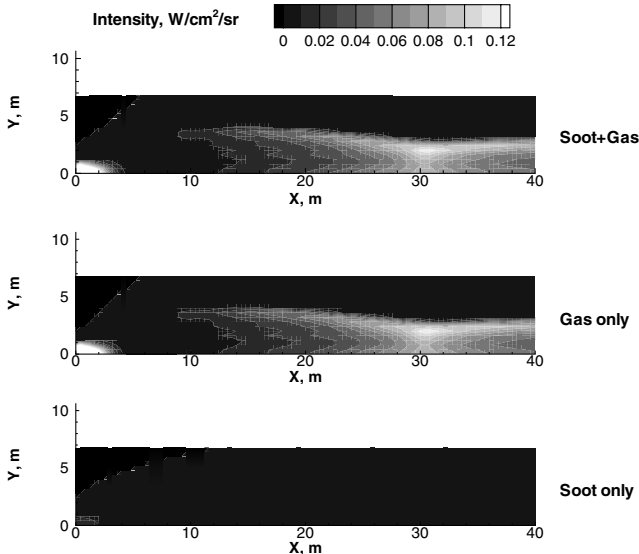 Intensity, W/cm²/sr
0 0.02 0.04 0.06 0.08 0.1 0.12
10
5
0
Y, m
0 10 20 30 40
X, m
Soot+Gas
10
5
0
Y, m
0 10 20 30 40
X, m
Gas only
10
5
0
Y, m
0 10 20 30 40
X, m
Soot only